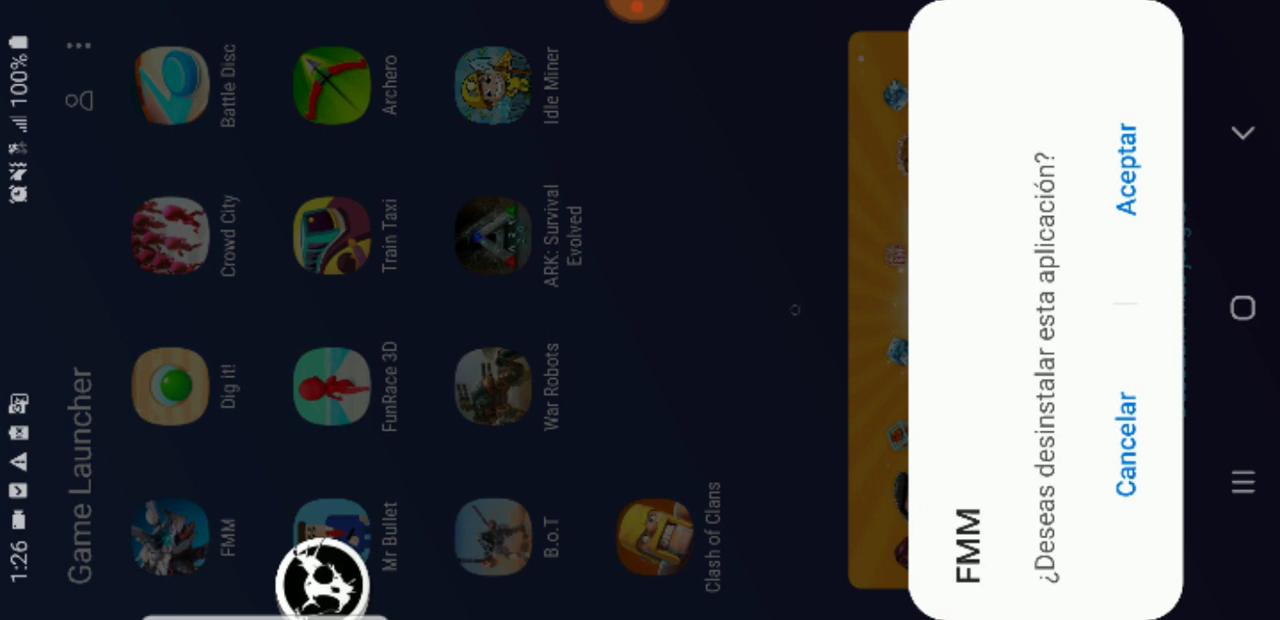 1:26
100%
Game Launcher
FMM
Dig it!
Crowd City
Battle Disc
Mr Bullet
FunRace 3D
Train Taxi
Archero
B.o.T
War Robots
ARK: Survival
Evolved
Idle Miner
Clash of Clans
FMM
¿Deseas desinstalar esta aplicación?
Cancelar
Aceptar